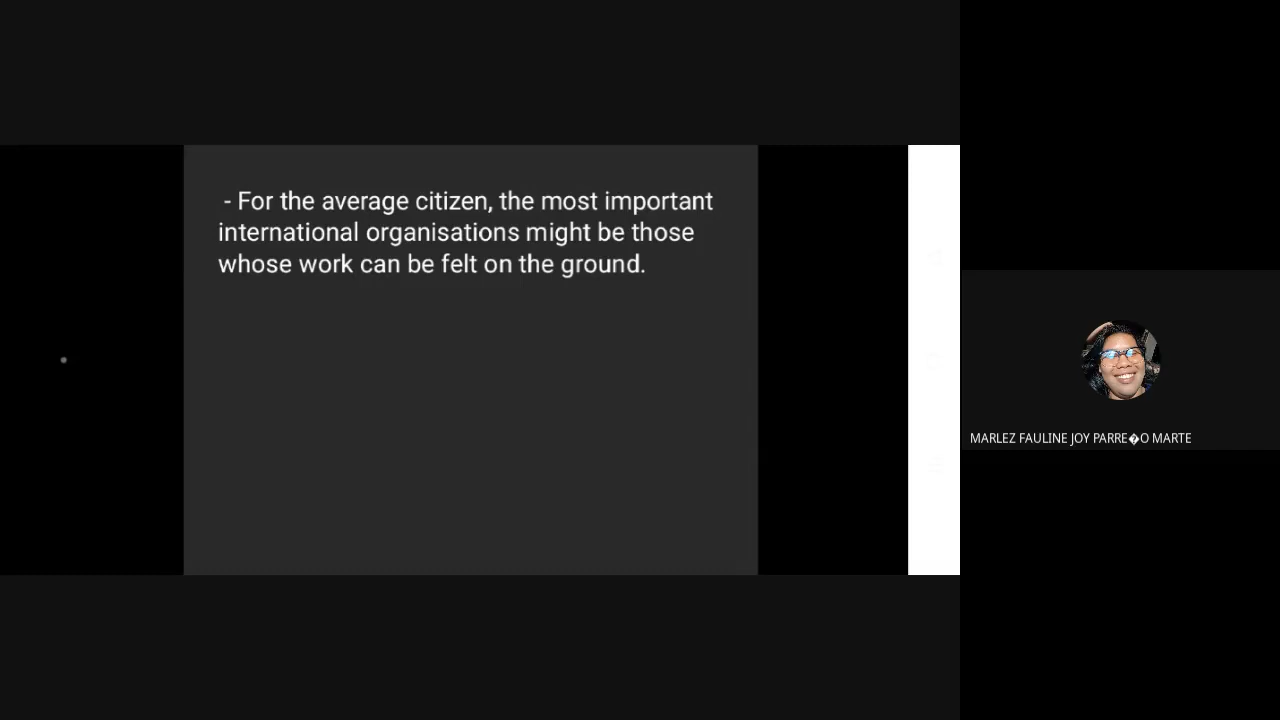 - For the average citizen, the most important
international organisations might be those
whose work can be felt on the ground.
MARLEZ FAULINE JOY PARRE�O MARTE